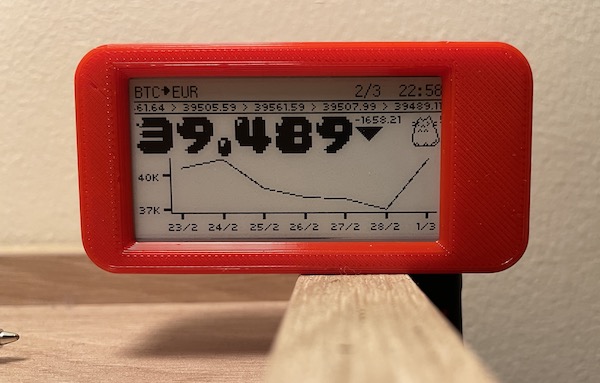 BTC→EUR 2/3 22:58
61.64 > 39505.59 > 39561.59 > 39507.99 > 39489.11
39.489 -1658.21
40K
37K
23/2 24/2 25/2 26/2 27/2 28/2 1/3